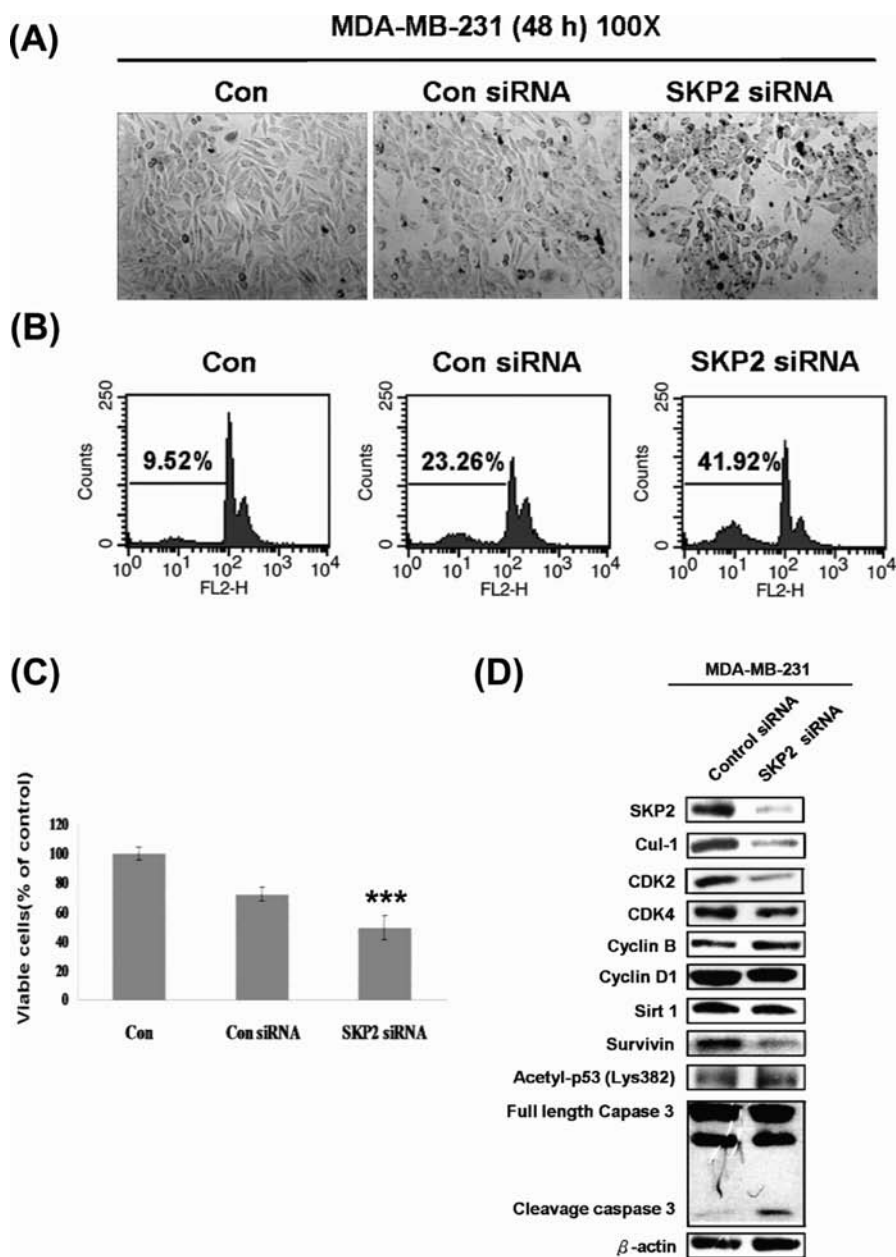 (A)
MDA-MB-231 (48 h) 100X
Con Con siRNA SKP2 siRNA
(B)
Con Con siRNA SKP2 siRNA
250
Counts
0
9.52%
10^0 10^1 10^2 10^3 10^4
FL2-H
250
Counts
0
23.26%
10^0 10^1 10^2 10^3 10^4
FL2-H
250
Counts
0
41.92%
10^0 10^1 10^2 10^3 10^4
FL2-H
(C)
Viable cells(% of control)
120
100
80
60
40
20
0
***
Con Con siRNA SKP2 siRNA
(D)
MDA-MB-231
Control siRNA
SKP2 siRNA
SKP2
Cul-1
CDK2
CDK4
Cyclin B
Cyclin D1
Sirt 1
Survivin
Acetyl-p53 (Lys382)
Full length Capase 3
Cleavage caspase 3
β-actin